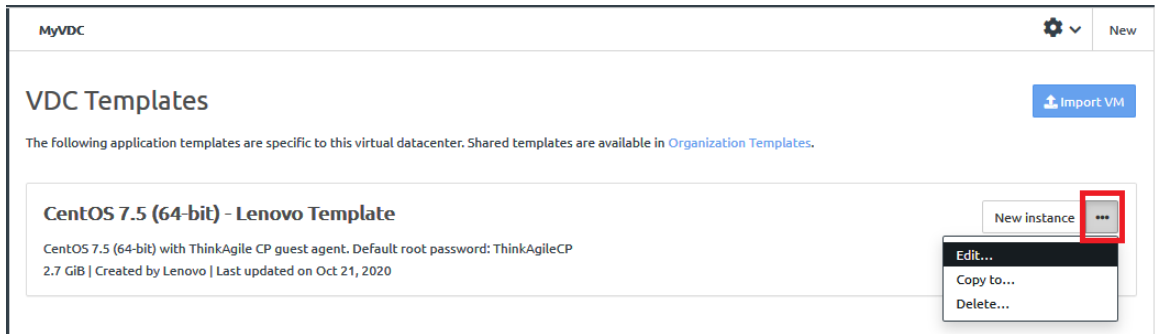 MyVDC
New
VDC Templates
Import VM
The following application templates are specific to this virtual datacenter. Shared templates are available in Organization Templates.
CentOS 7.5 (64-bit) - Lenovo Template
New instance
CentOS 7.5 (64-bit) with ThinkAgile CP guest agent. Default root password: ThinkAgileCP
2.7 GiB | Created by Lenovo | Last updated on Oct 21, 2020
Edit...
Copy to...
Delete...